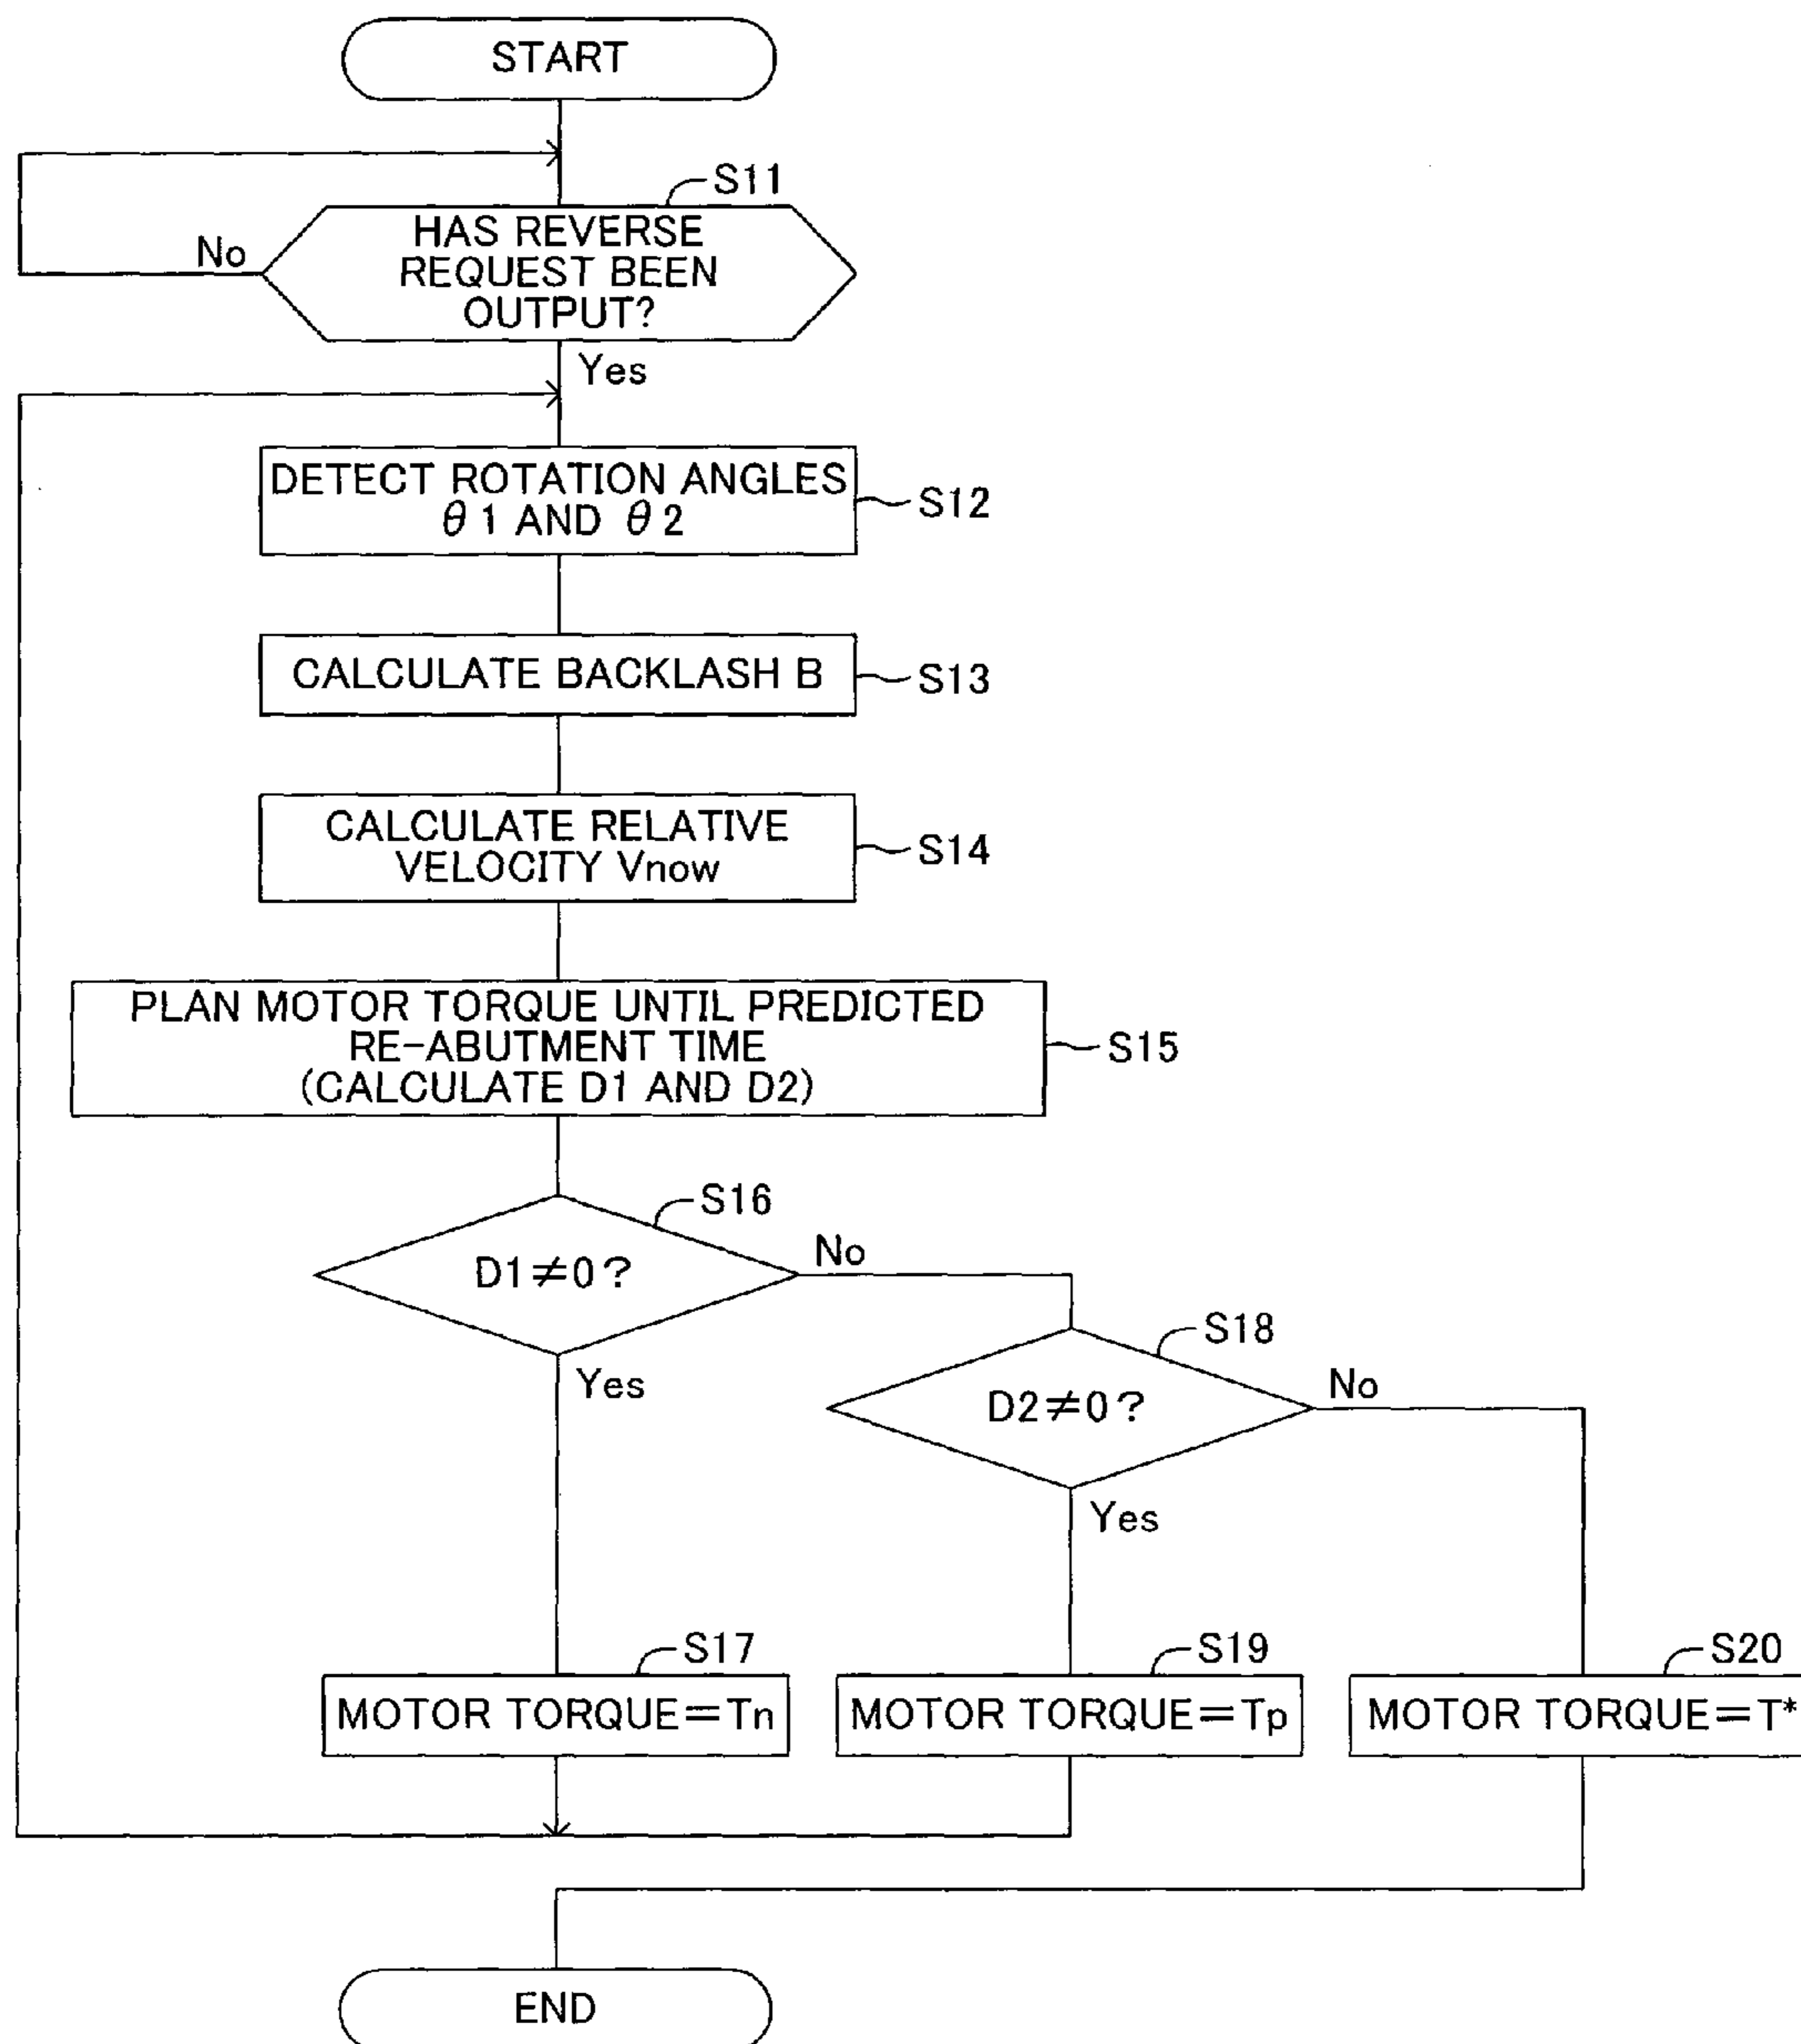 START
S11
HAS REVERSE
REQUEST BEEN
OUTPUT?
No
Yes
DETECT ROTATION ANGLES
θ1 AND θ2
S12
CALCULATE BACKLASH B
S13
CALCULATE RELATIVE
VELOCITY Vnow
S14
PLAN MOTOR TORQUE UNTIL PREDICTED
RE-ABUTMENT TIME
(CALCULATE D1 AND D2)
S15
S16
D1≠0?
No
Yes
S18
D2≠0?
No
Yes
S17
MOTOR TORQUE=Tn
S19
MOTOR TORQUE=Tp
S20
MOTOR TORQUE=T*
END